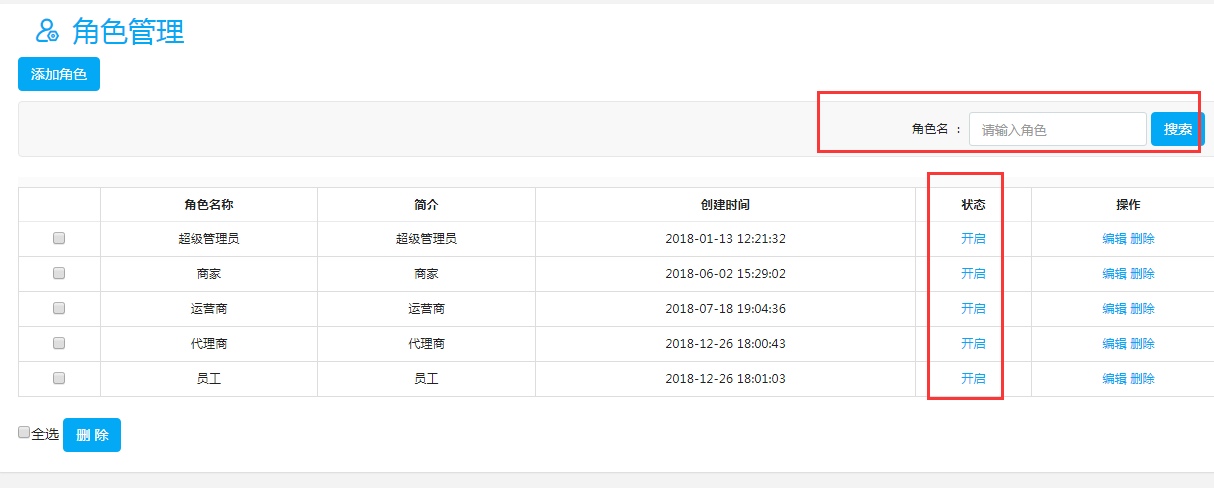 角色管理
添加角色
角色名 : 请输入角色 搜索
角色名称 简介 创建时间 状态 操作
超级管理员 超级管理员 2018-01-13 12:21:32 开启 编辑 删除
商家 商家 2018-06-02 15:29:02 开启 编辑 删除
运营商 运营商 2018-07-18 19:04:36 开启 编辑 删除
代理商 代理商 2018-12-26 18:00:43 开启 编辑 删除
员工 员工 2018-12-26 18:01:03 开启 编辑 删除
全选 删 除